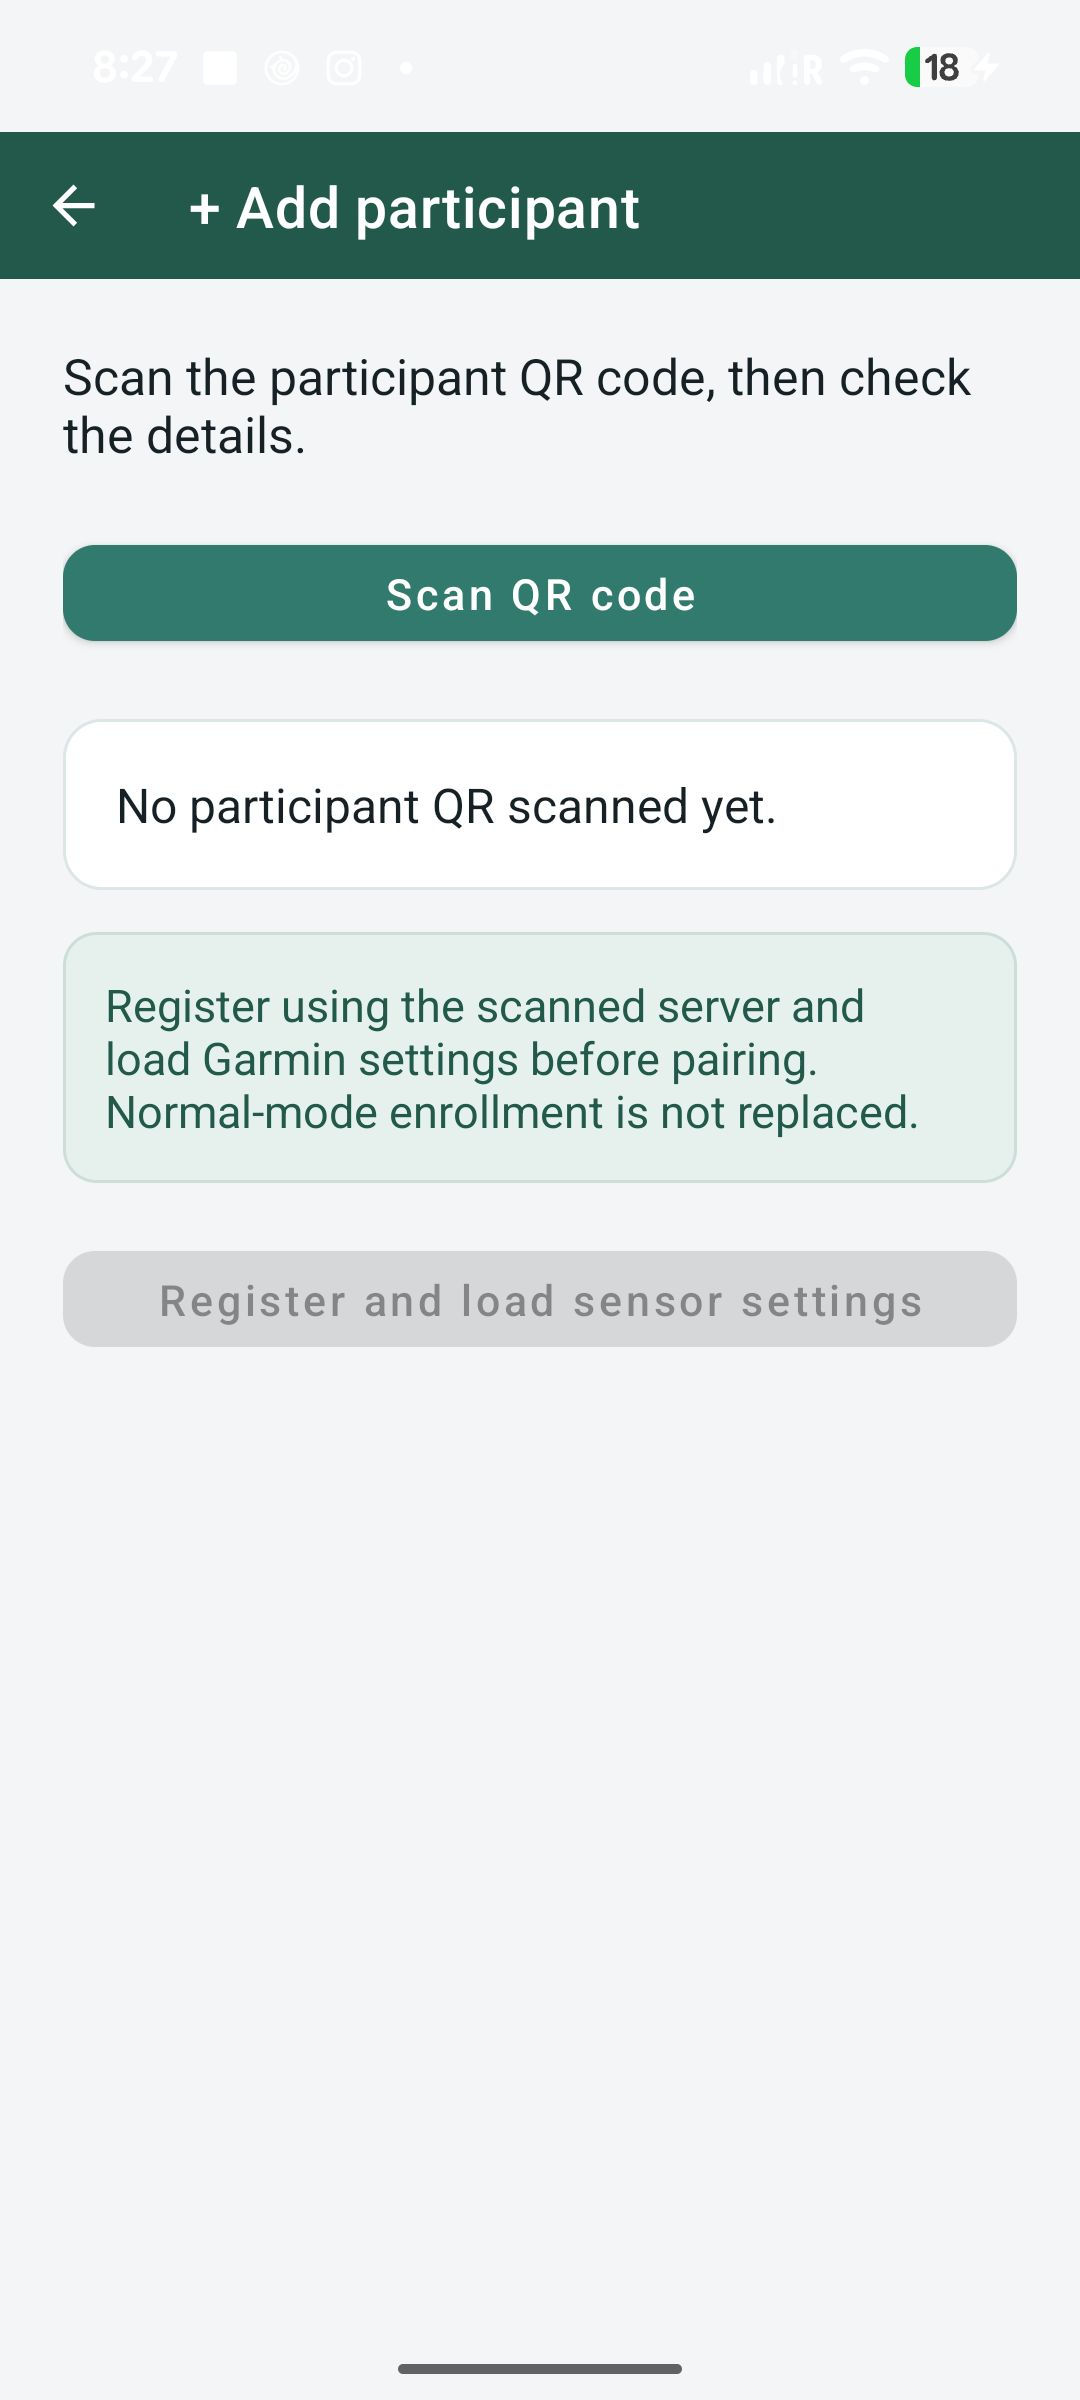 8:27
R
18
+ Add participant
Scan the participant QR code, then check
the details.
Scan QR code
No participant QR scanned yet.
Register using the scanned server and
load Garmin settings before pairing.
Normal-mode enrollment is not replaced.
Register and load sensor settings